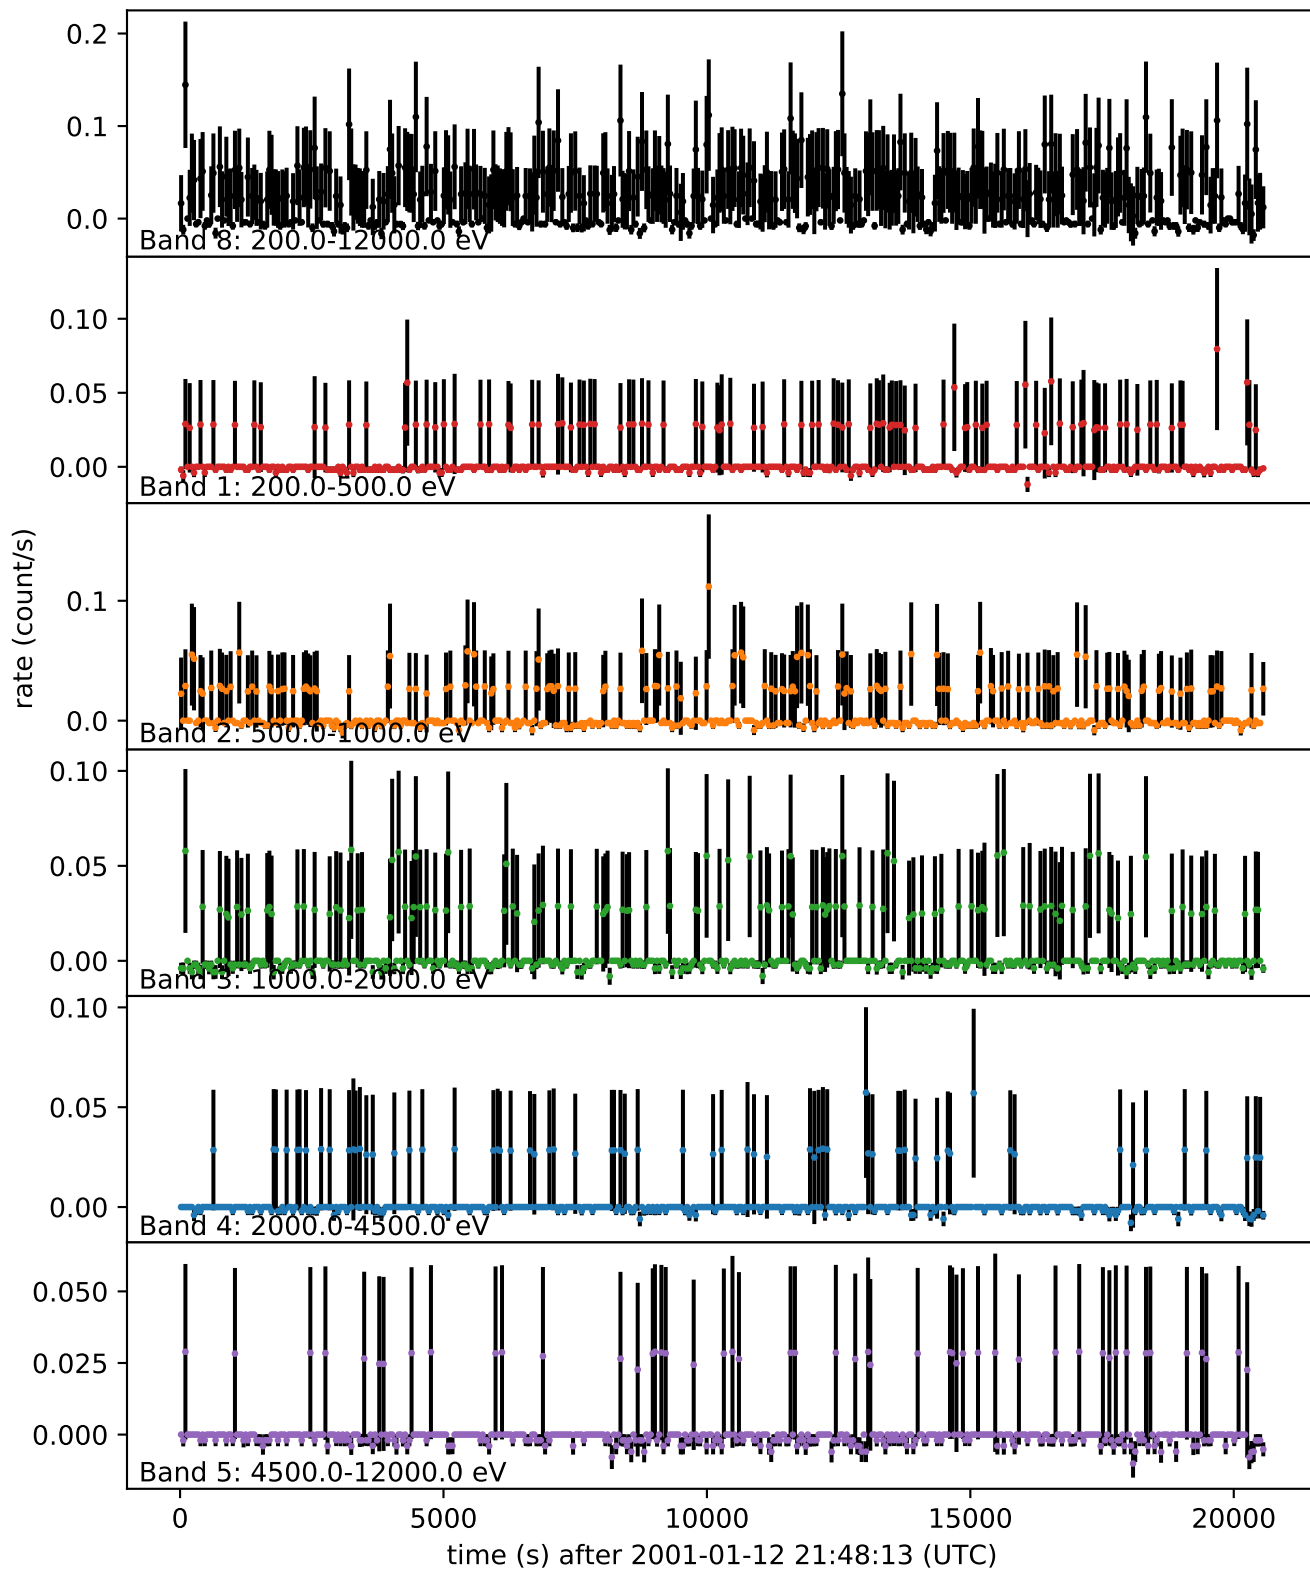 0.2
0.1
0.0
Band 8: 200.0-12000.0 eV
0.10
0.05
0.00
Band 1: 200.0-500.0 eV
rate (count/s)
0.1
0.0
Band 2: 500.0-1000.0 eV
0.10
0.05
0.00
Band 3: 1000.0-2000.0 eV
0.10
0.05
0.00
Band 4: 2000.0-4500.0 eV
0.050
0.025
0.000
Band 5: 4500.0-12000.0 eV
0 5000 10000 15000 20000
time (s) after 2001-01-12 21:48:13 (UTC)